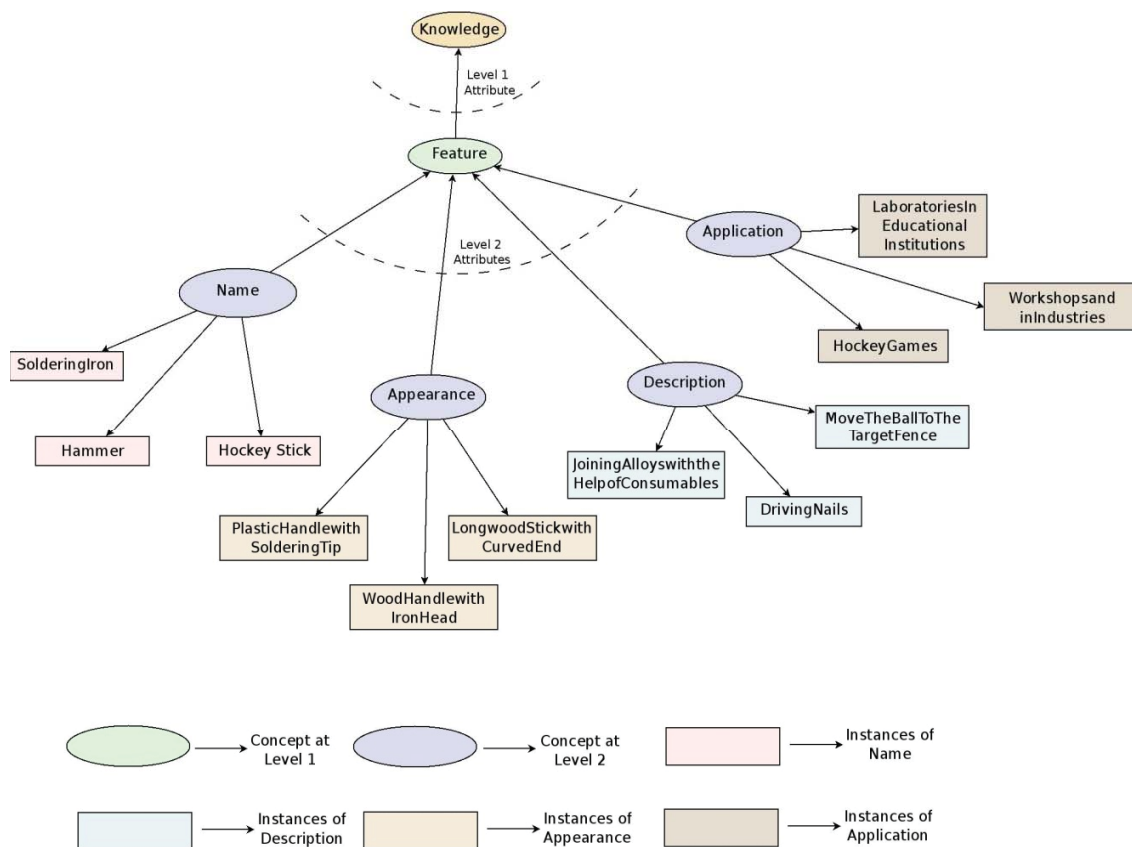 Knowledge
Level 1
Attribute
Feature
Level 2
Attributes
Application
LaboratoriesIn
Educational
Institutions
Workshopsand
inIndustries
HockeyGames
Name
SolderingIron
Hammer
Hockey Stick
Appearance
PlasticHandlewith
SolderingTip
WoodHandlewith
IronHead
LongwoodStickwith
CurvedEnd
Description
JoiningAlloyswiththe
HelpofConsumables
DrivingNails
MoveTheBallToThe
TargetFence
Concept at
Level 1
Concept at
Level 2
Instances of
Name
Instances of
Description
Instances of
Appearance
Instances of
Application